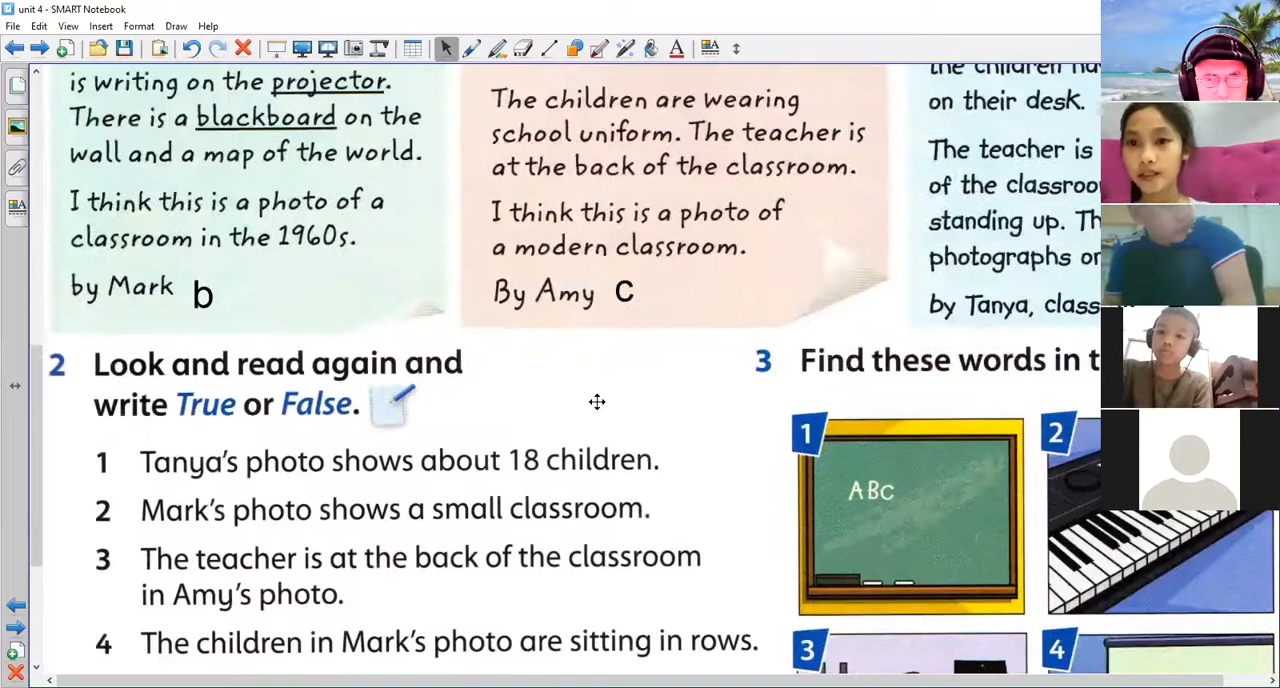 unit 4 - SMART Notebook
File Edit View Insert Format Draw Help
is writing on the projector.
There is a blackboard on the
wall and a map of the world.
I think this is a photo of a
classroom in the 1960s.
by Mark b
The children are wearing
school uniform. The teacher is
at the back of the classroom.
I think this is a photo of
a modern classroom.
By Amy c
the children ha
on their desk.
The teacher is
of the classroo
standing up. Th
photographs or
by Tanya, class
2 Look and read again and
write True or False.
1 Tanya's photo shows about 18 children.
2 Mark's photo shows a small classroom.
3 The teacher is at the back of the classroom
in Amy's photo.
4 The children in Mark's photo are sitting in rows.
3 Find these words in t
1
ABC
2
3
4